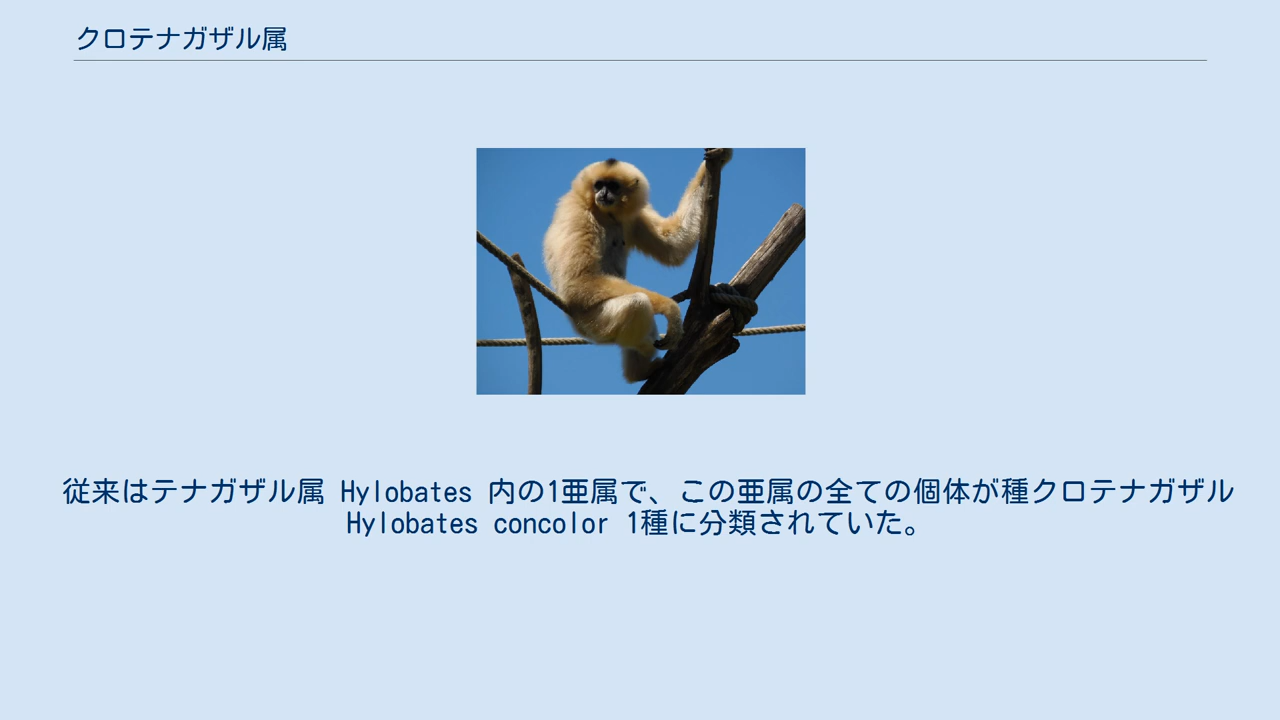 クロテナガザル属
従来はテナガザル属 Hylobates 内の1亜属で、この亜属の全ての個体が種クロテナガザル
Hylobates concolor 1種に分類されていた。